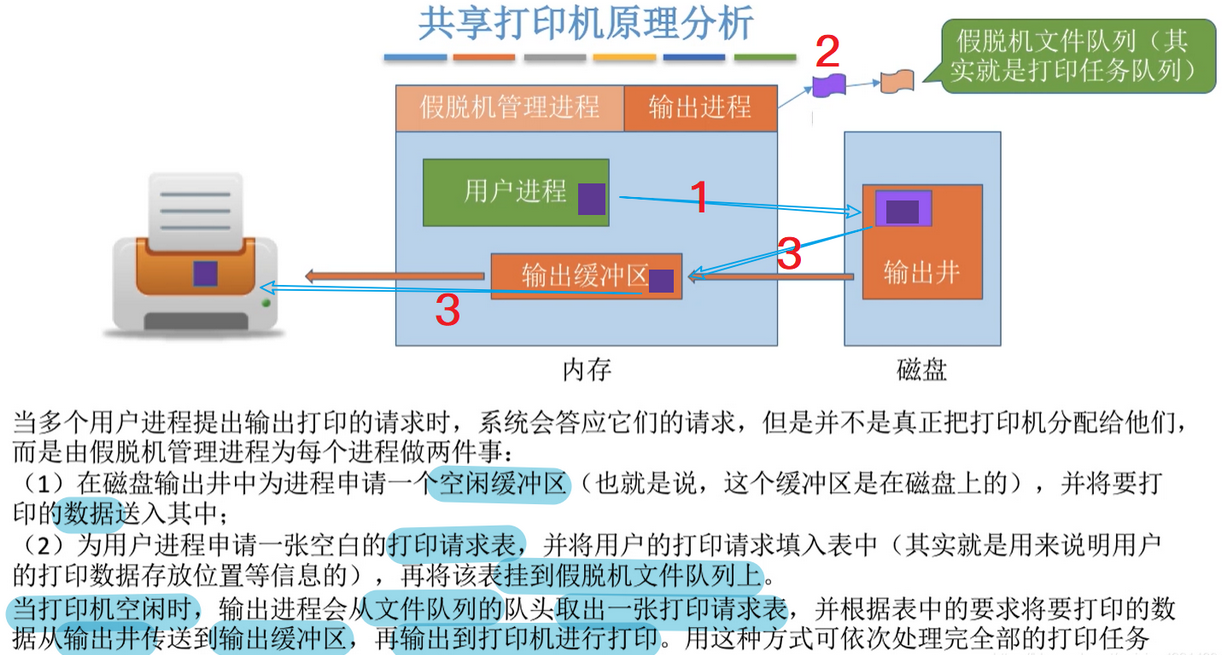 共享打印机原理分析
2
假脱机文件队列（其
实就是打印任务队列）
假脱机管理进程
输出进程
用户进程
1
3
输出缓冲区
输出井
3
内存
磁盘
当多个用户进程提出输出打印的请求时，系统会答应它们的请求，但是并不是真正把打印机分配给他们，
而是由假脱机管理进程为每个进程做两件事：
（1）在磁盘输出井中为进程申请一个空闲缓冲区（也就是说，这个缓冲区是在磁盘上的），并将要打
印的数据送入其中；
（2）为用户进程申请一张空白的打印请求表，并将用户的打印请求填入表中（其实就是用来说明用户
的打印数据存放位置等信息的），再将该表挂到假脱机文件队列上。
当打印机空闲时，输出进程会从文件队列的队头取出一张打印请求表，并根据表中的要求将要打印的数
据从输出井传送到输出缓冲区，再输出到打印机进行打印。用这种方式可依次处理完全部的打印任务